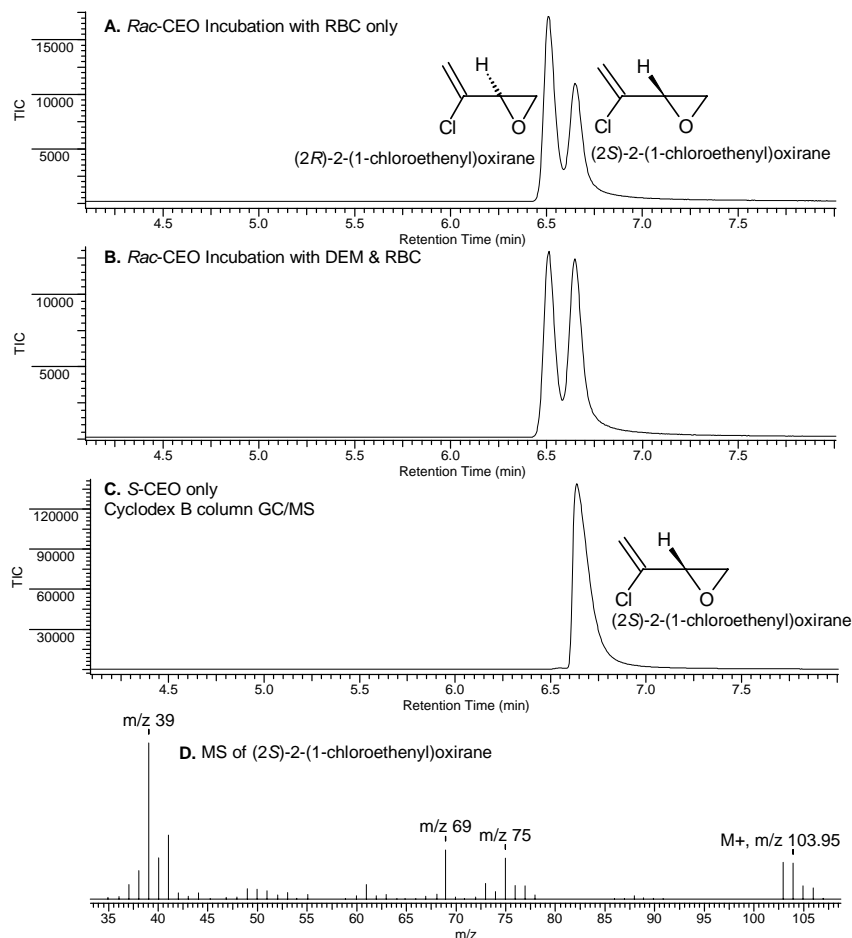 A. Rac-CEO Incubation with RBC only
15000
10000
5000
TIC
H
Cl
O
H
Cl
O
(2R)-2-(1-chloroethenyl)oxirane
(2S)-2-(1-chloroethenyl)oxirane
4.5 5.0 5.5 6.0 6.5 7.0 7.5
Retention Time (min)
B. Rac-CEO Incubation with DEM & RBC
10000
5000
TIC
4.5 5.0 5.5 6.0 6.5 7.0 7.5
Retention Time (min)
C. S-CEO only
Cyclodex B column GC/MS
120000
90000
60000
30000
TIC
H
Cl
O
(2S)-2-(1-chloroethenyl)oxirane
4.5 5.0 5.5 6.0 6.5 7.0 7.5
Retention Time (min)
m/z 39
D. MS of (2S)-2-(1-chloroethenyl)oxirane
m/z 69
m/z 75
M+, m/z 103.95
35 40 45 50 55 60 65 70 75 80 85 90 95 100 105
m/z